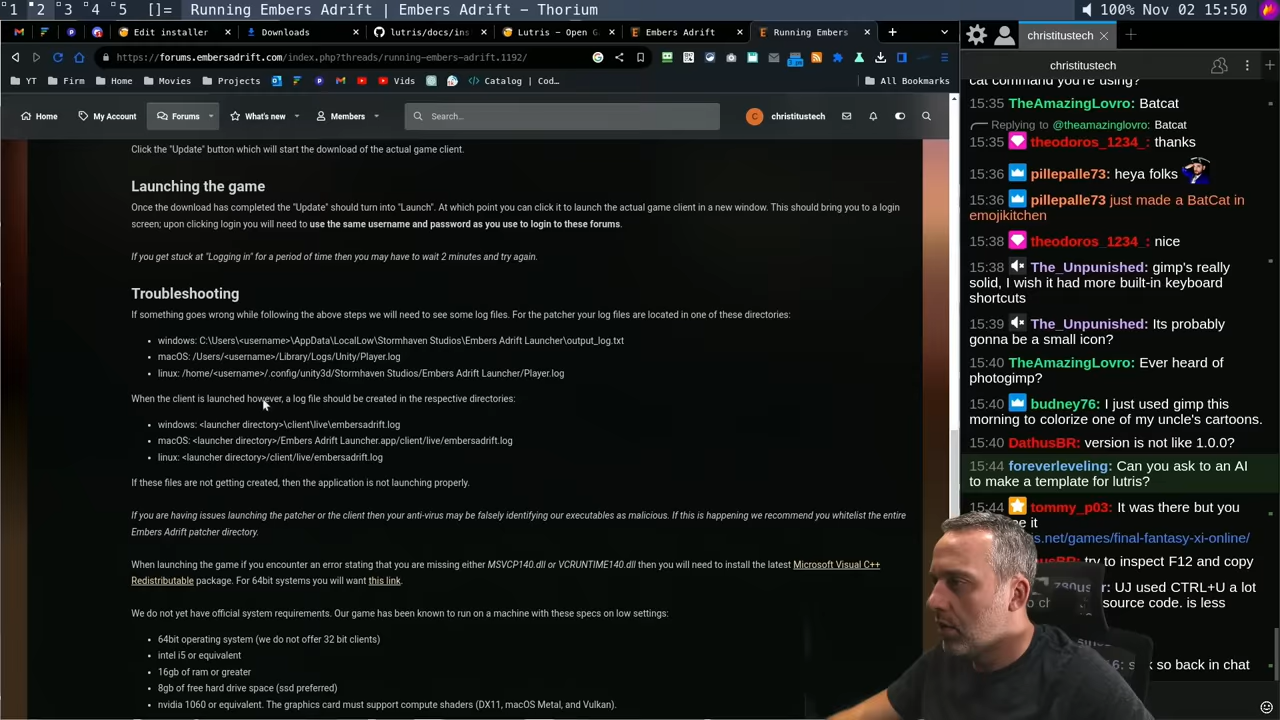 1 2 3 4 5 []= Running Embers Adrift | Embers Adrift - Thorium 100% Nov 02 15:50
Edit installer
Downloads
lutris/docs/ins
Lutris - Open G
Embers Adrift
Running Embers
https://forums.embersadrift.com/index.php?threads/running-embers-adrift.1192/
YT Firm Home Movies Projects Vids Catalog | Cod… All Bookmarks
Home My Account Forums What's new Members Search... C christitustech
Click the "Update" button which will start the download of the actual game client.
Launching the game
Once the download has completed the "Update" should turn into "Launch". At which point you can click it to launch the actual game client in a new window. This should bring you to a login
screen; upon clicking login you will need to use the same username and password as you use to login to these forums.
If you get stuck at "Logging in" for a period of time then you may have to wait 2 minutes and try again.
Troubleshooting
If something goes wrong while following the above steps we will need to see some log files. For the patcher your log files are located in one of these directories:
• windows: C:\Users\<username>\AppData\LocalLow\Stormhaven Studios\Embers Adrift Launcher\output_log.txt
• macOS: /Users/<username>/Library/Logs/Unity/Player.log
• linux: /home/<username>/.config/unity3d/Stormhaven Studios/Embers Adrift Launcher/Player.log
When the client is launched however, a log file should be created in the respective directories:
• windows: <launcher directory>\client\live\embersadrift.log
• macOS: <launcher directory>/Embers Adrift Launcher.app/client/live/embersadrift.log
• linux: <launcher directory>/client/live/embersadrift.log
If these files are not getting created, then the application is not launching properly.
If you are having issues launching the patcher or the client then your anti-virus may be falsely identifying our executables as malicious. If this is happening we recommend you whitelist the entire
Embers Adrift patcher directory.
When launching the game if you encounter an error stating that you are missing either MSVCP140.dll or VCRUNTIME140.dll then you will need to install the latest Microsoft Visual C++
Redistributable package. For 64bit systems you will want this link.
We do not yet have official system requirements. Our game has been known to run on a machine with these specs on low settings:
• 64bit operating system (we do not offer 32 bit clients)
• intel i5 or equivalent
• 16gb of ram or greater
• 8gb of free hard drive space (ssd preferred)
• nvidia 1060 or equivalent. The graphics card must support compute shaders (DX11, macOS Metal, and Vulkan).
christitustech
christitustech
cat command you're using?
15:35 TheAmazingLovro: Batcat
Replying to @theamazinglovro: Batcat
15:35 theodoros_1234_: thanks
15:36 pillepalle73: heya folks
15:36 pillepalle73 just made a BatCat in
emojikitchen
15:38 theodoros_1234_: nice
15:38 The_Unpunished: gimp's really
solid, I wish it had more built-in keyboard
shortcuts
15:39 The_Unpunished: Its probably
gonna be a small icon?
15:40 TheAmazingLovro: Ever heard of
photogimp?
15:40 budney76: I just used gimp this
morning to colorize one of my uncle's cartoons.
15:40 DathusBR: version is not like 1.0.0?
15:44 foreverleveling: Can you ask to an AI
to make a template for lutris?
15:44 tommy_p03: It was there but you
it
.net/games/final-fantasy-xi-online/
try to inspect F12 and copy
UJ used CTRL+U a lot
source code. is less
so back in chat